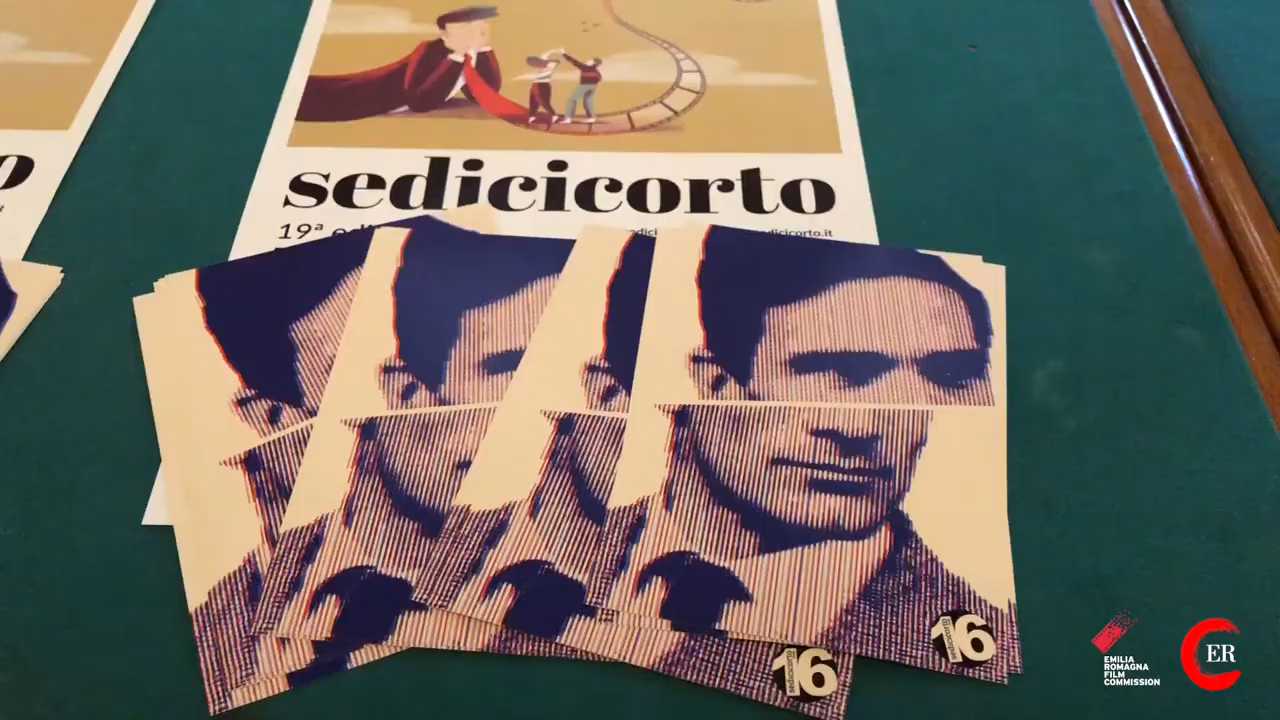 sedicicorto
19ª
sedicicorto.it
sedicicorto
16
sedicicorto
16
EMILIA
ROMAGNA
FILM
COMMISSION
ER